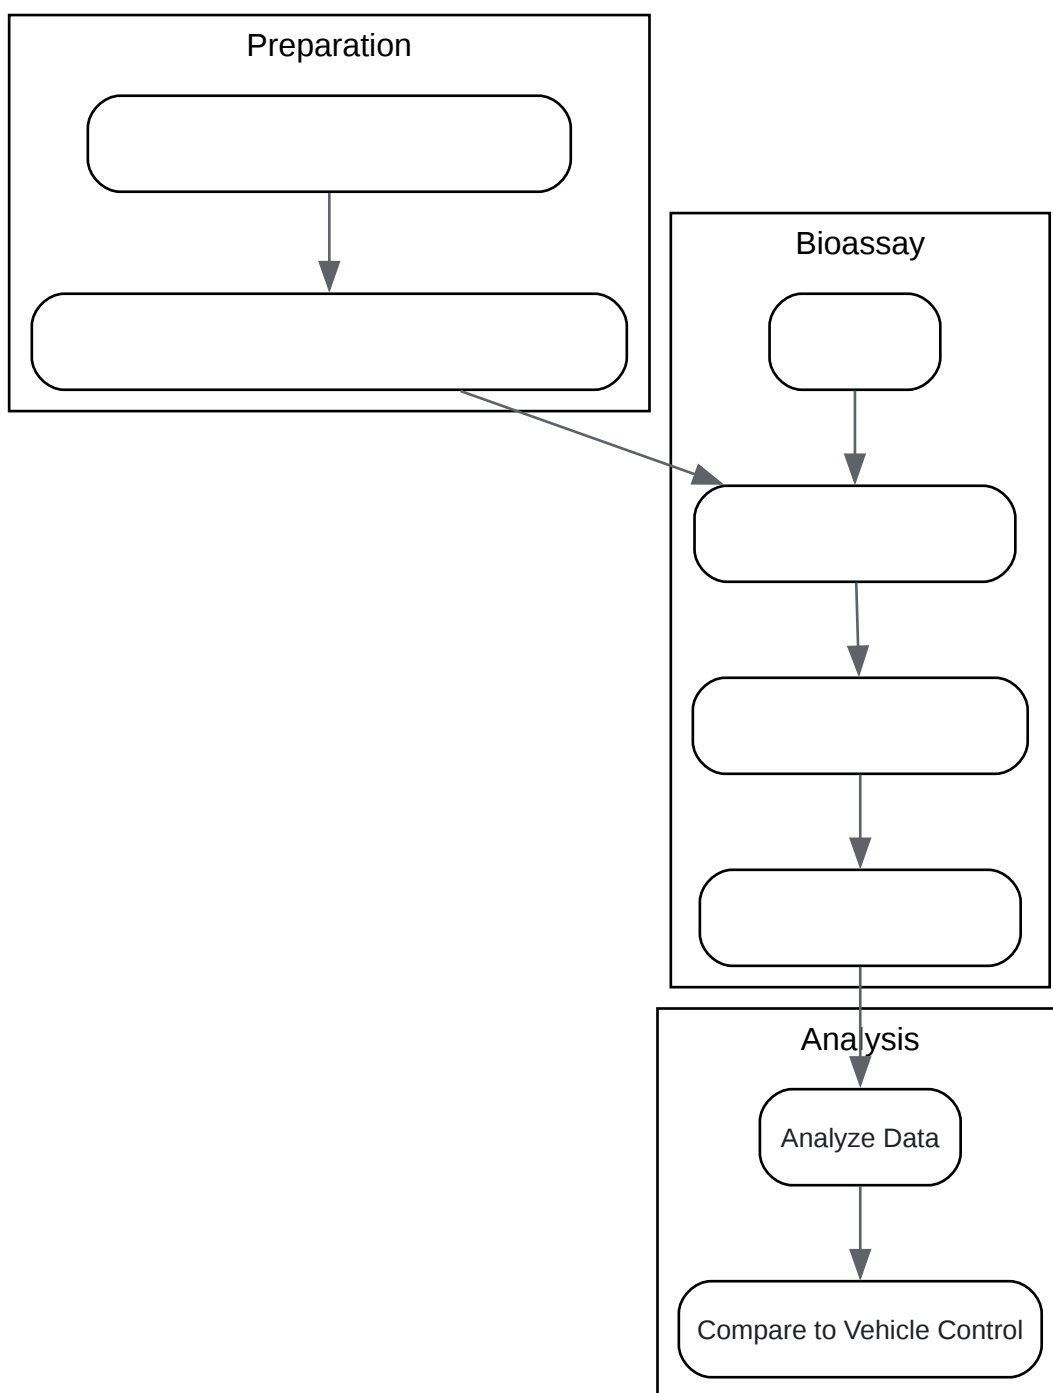 Preparation
Bioassay
Analysis
Analyze Data
Compare to Vehicle Control